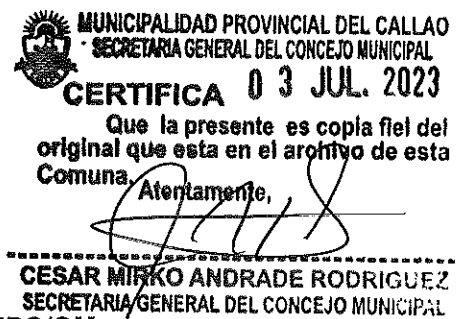 MUNICIPALIDAD PROVINCIAL DEL CALLAO
SECRETARIA GENERAL DEL CONCEJO MUNICIPAL
CERTIFICA 03 JUL. 2023
Que la presente es copia fiel del
original que esta en el archivo de esta
Comuna.
Atentamente,
CESAR MIRKO ANDRADE RODRIGUEZ
SECRETARIA GENERAL DEL CONCEJO MUNICIPAL